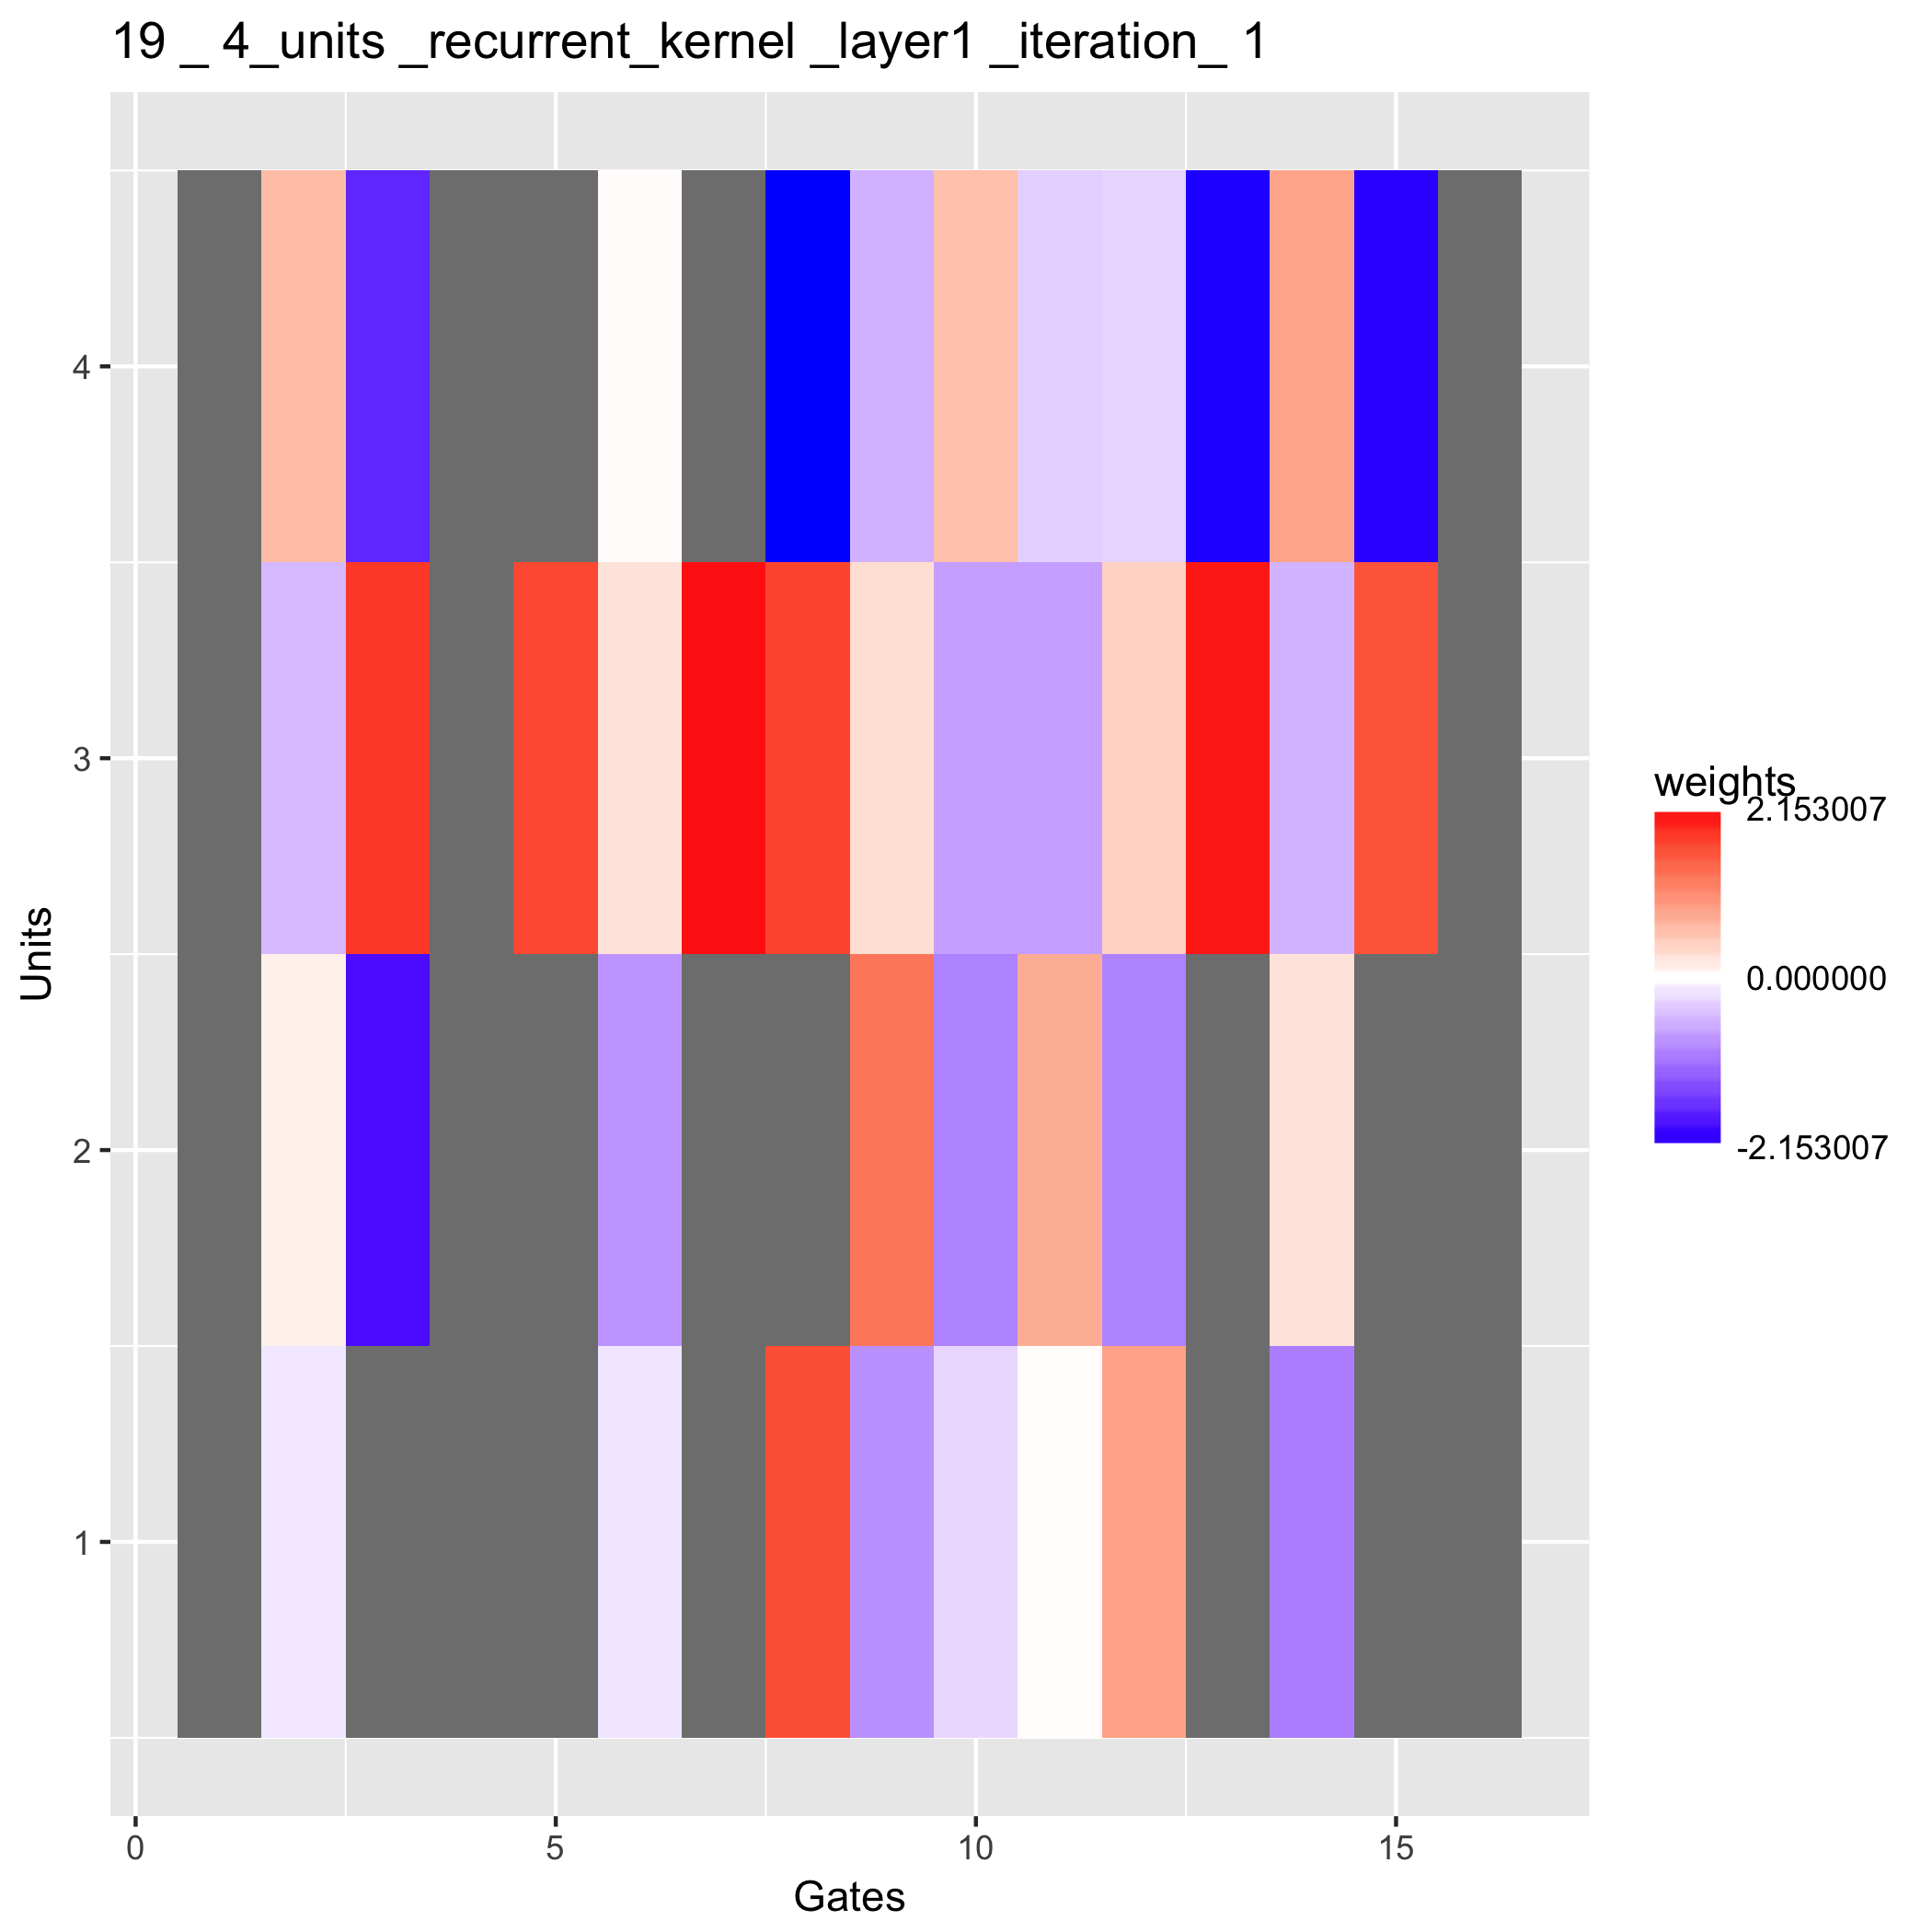 19 _ 4_units _recurrent_kernel _layer1 _iteration_ 1
4
3
2
1
Units
0
5
10
15
Gates
weights
2.153007
0.000000
-2.153007